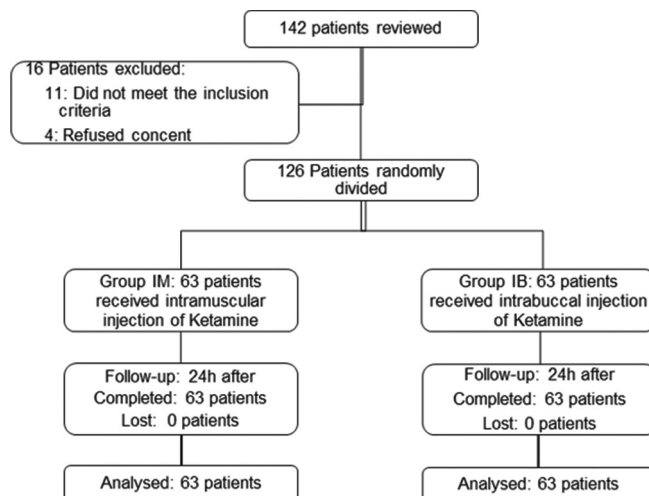 142 patients reviewed
16 Patients excluded:
11: Did not meet the inclusion
criteria
4: Refused concent
126 Patients randomly
divided
Group IM: 63 patients
received intramuscular
injection of Ketamine
Group IB: 63 patients
received intrabuccal injection
of Ketamine
Follow-up: 24h after
Completed: 63 patients
Lost: 0 patients
Follow-up: 24h after
Completed: 63 patients
Lost: 0 patients
Analysed: 63 patients
Analysed: 63 patients